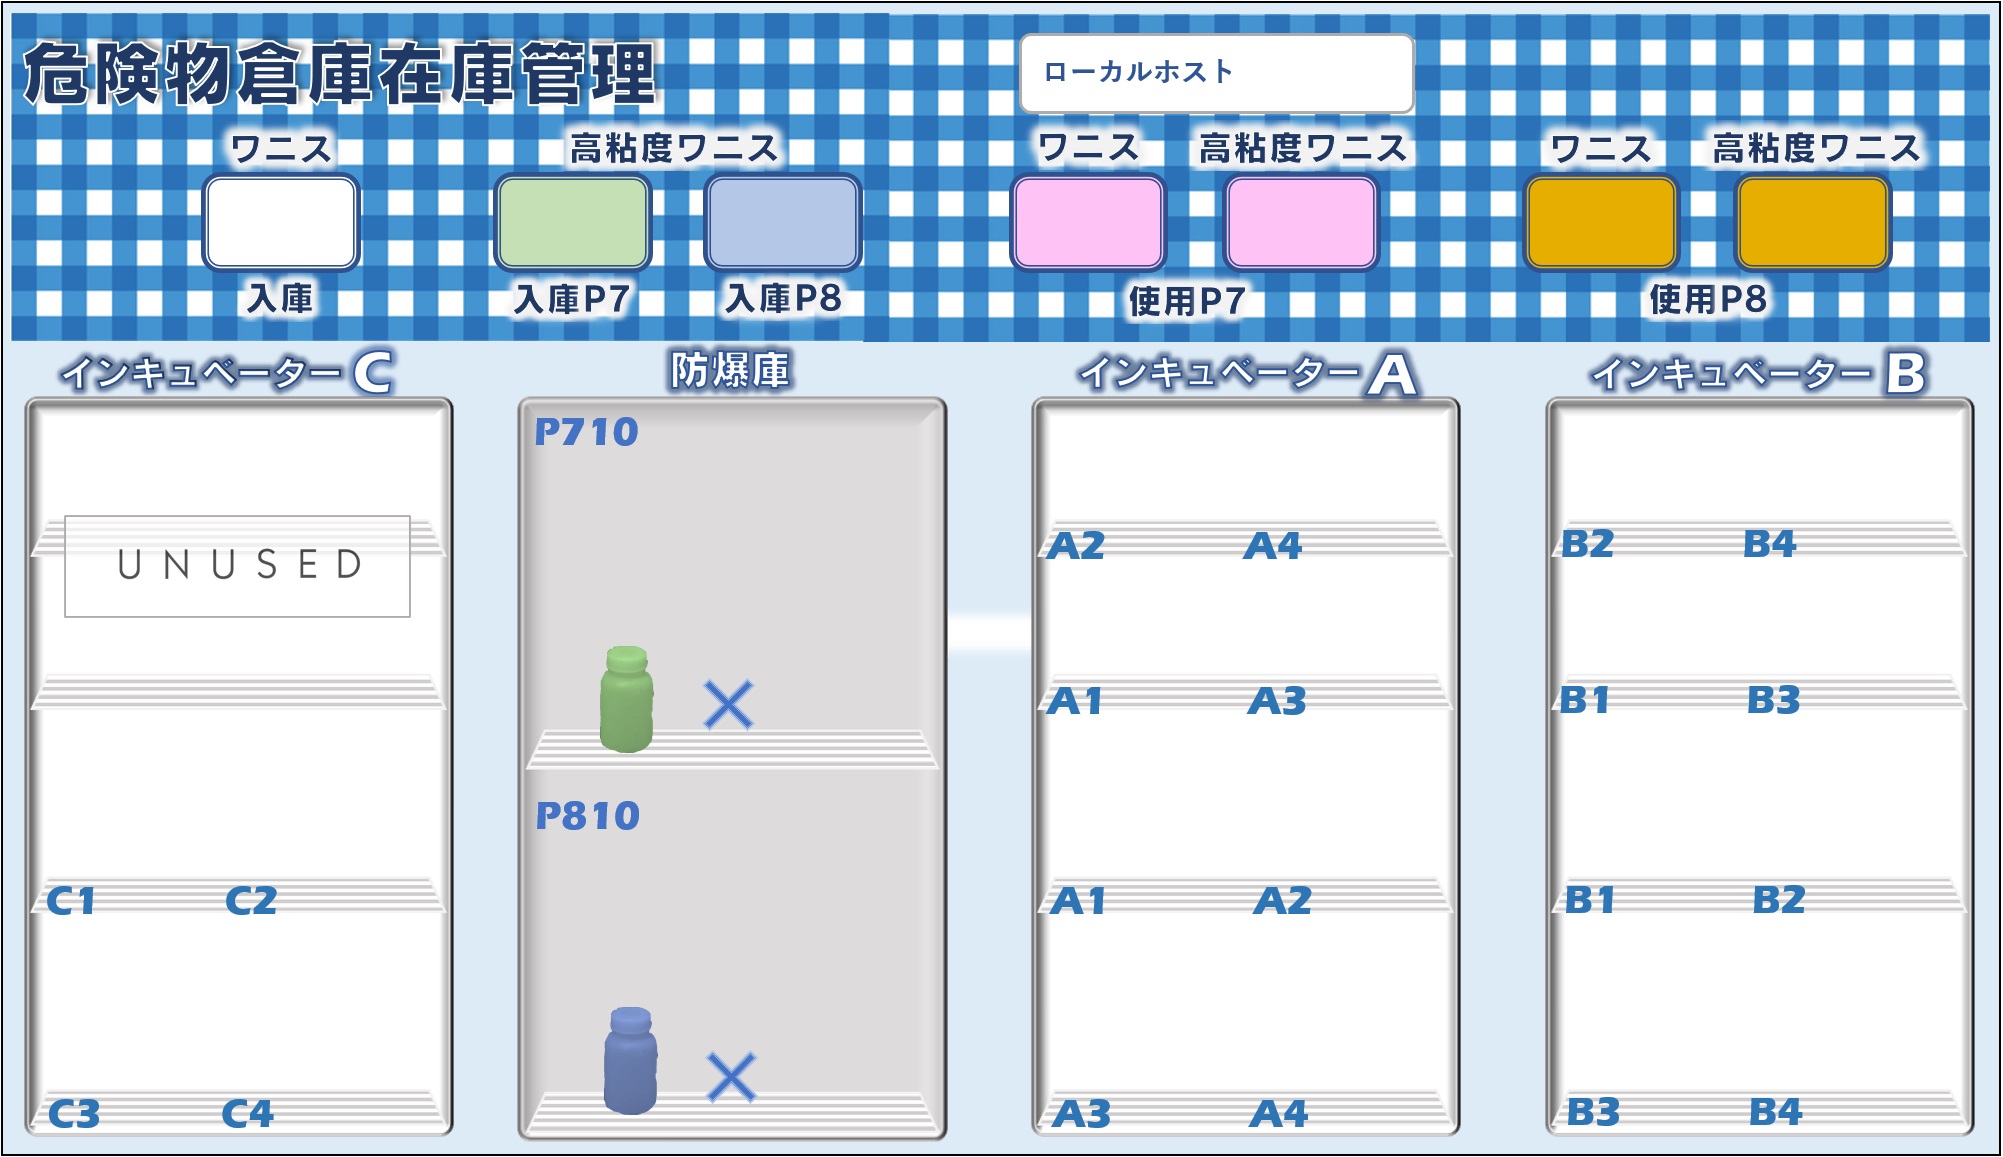 危険物倉庫在庫管理
ローカルホスト
ワニス
高粘度ワニス
ワニス
高粘度ワニス
ワニス
高粘度ワニス
入庫
入庫P7
入庫P8
使用P7
使用P8
インキュベーターC
防爆庫
インキュベーターA
インキュベーターB
UNUSED
C1 C2
C3 C4
P710
×
P810
×
A2 A4
A1 A3
A1 A2
A3 A4
B2 B4
B1 B3
B1 B2
B3 B4